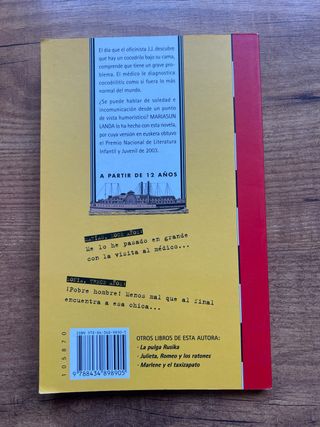 El día que el oficinista J.J. descubre
que hay un cocodrilo bajo su cama,
comprende que tiene un grave pro-
blema. El médico le diagnostica
cocodrilitis como si fuera lo más
normal del mundo.
¿Se puede hablar de soledad e
incomunicación desde un punto
de vista humorístico? MARIASUN
LANDA lo ha hecho con esta novela,
por cuya versión en euskera obtuvo
el Premio Nacional de Literatura
Infantil y Juvenil de 2003.
A PARTIR DE 12 AÑOS
Me lo he pasado en grande
con la visita al médico...
¡Pobre hombre! Menos mal que al final
encuentra a esa chica...
OTROS LIBROS DE ESTA AUTORA:
· La pulga Rusika
· Julieta, Romeo y los ratones
· Marlene y el taxizapato
105870
9788434898905